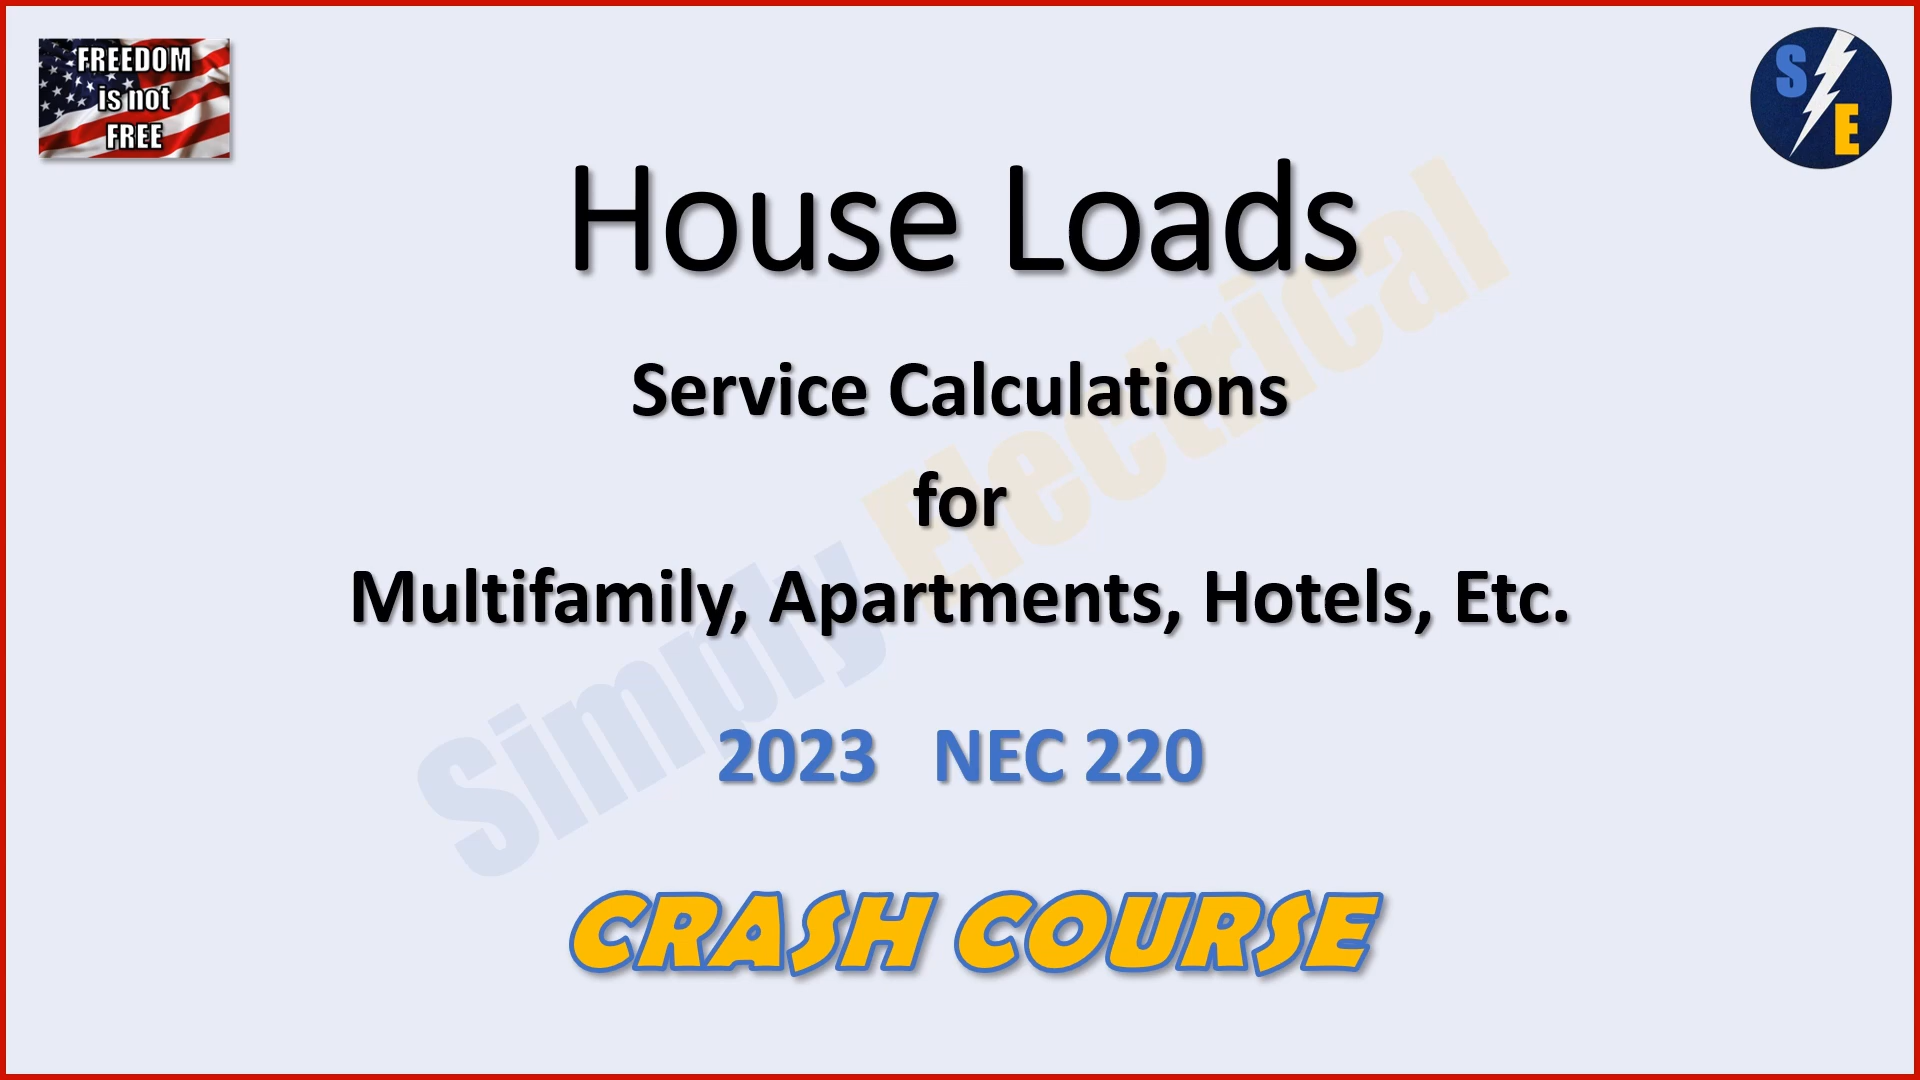 FREEDOM
is not
FREE
S
E
House Loads
Service Calculations
for
Multifamily, Apartments, Hotels, Etc.
Simply Electrical
2023 NEC 220
CRASH COURSE